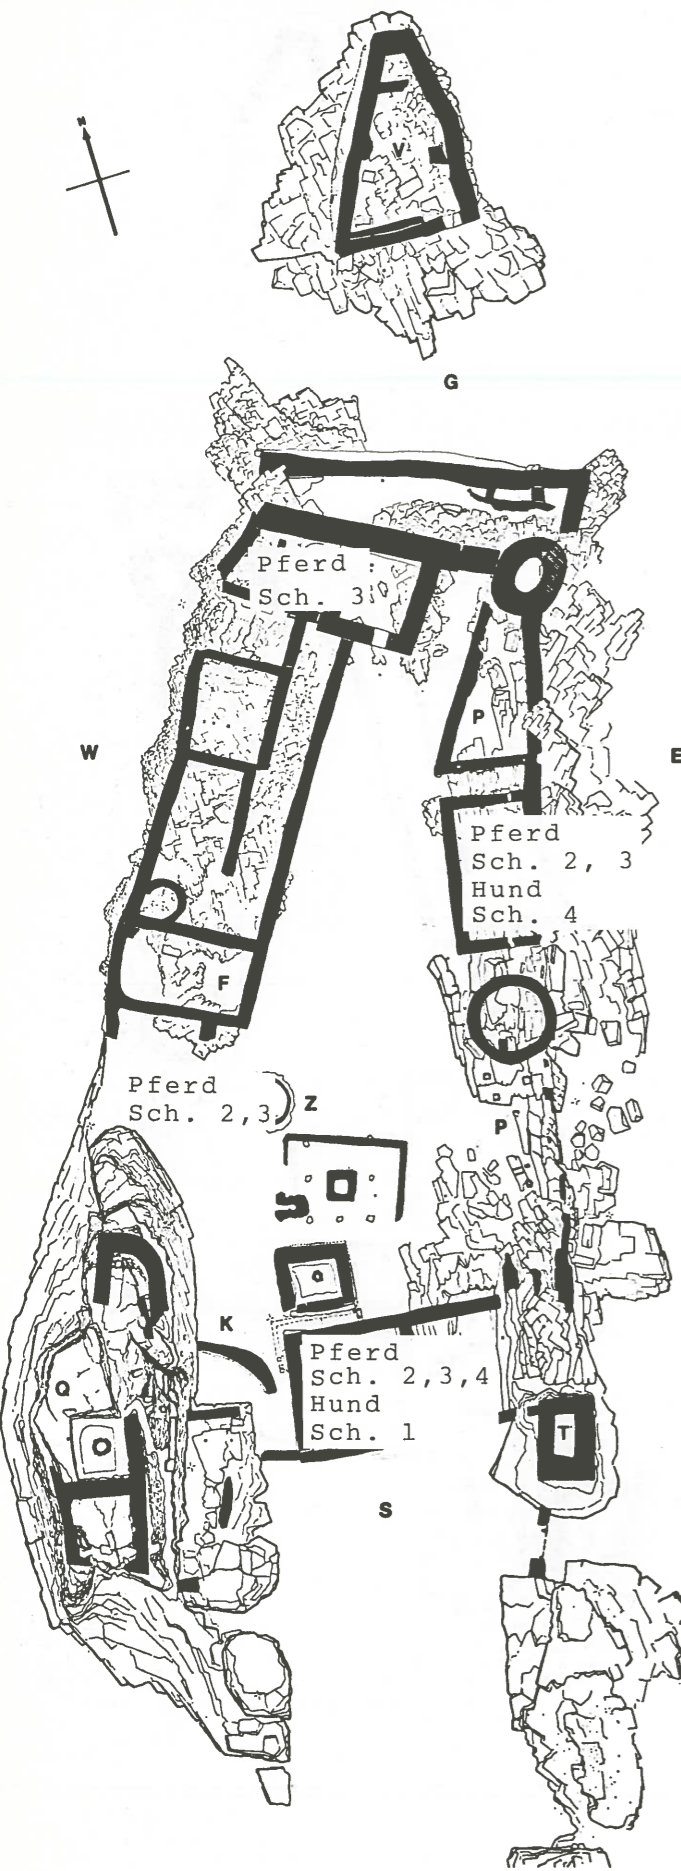 N
V
G
Pferd :
Sch. 3
P
W
E
Pferd
Sch. 2, 3
Hund
Sch. 4
F
Pferd
Sch. 2,3
Z
P
K
Pferd
Sch. 2,3,4
Hund
Sch. 1
Q
T
S